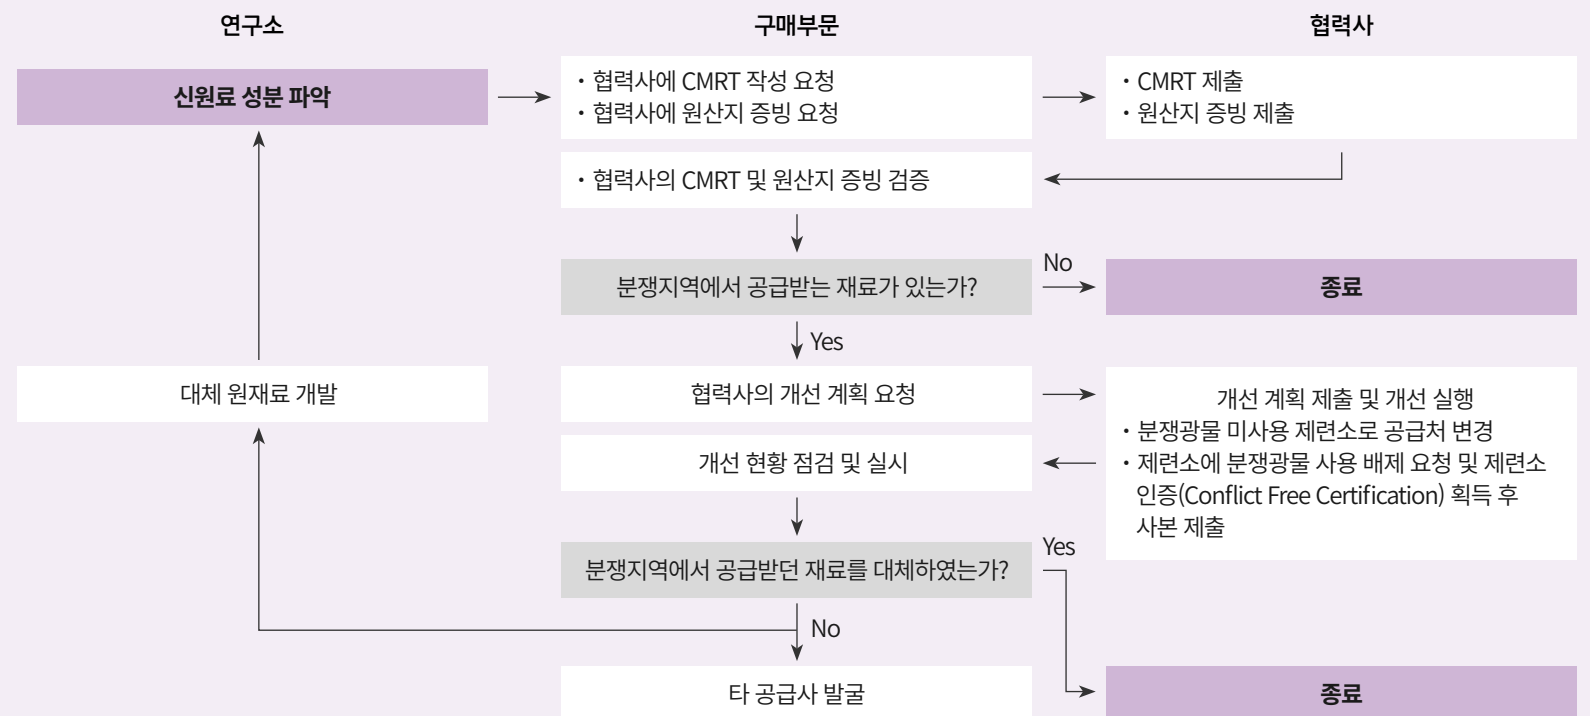 연구소
구매부문
협력사
신원료 성분 파악
· 협력사에 CMRT 작성 요청
· 협력사에 원산지 증빙 요청
· CMRT 제출
· 원산지 증빙 제출
· 협력사의 CMRT 및 원산지 증빙 검증
분쟁지역에서 공급받는 재료가 있는가?
No
종료
Yes
대체 원재료 개발
협력사의 개선 계획 요청
개선 계획 제출 및 개선 실행
· 분쟁광물 미사용 제련소로 공급처 변경
· 제련소에 분쟁광물 사용 배제 요청 및 제련소
인증(Conflict Free Certification) 획득 후
사본 제출
개선 현황 점검 및 실시
분쟁지역에서 공급받던 재료를 대체하였는가?
Yes
No
타 공급사 발굴
종료